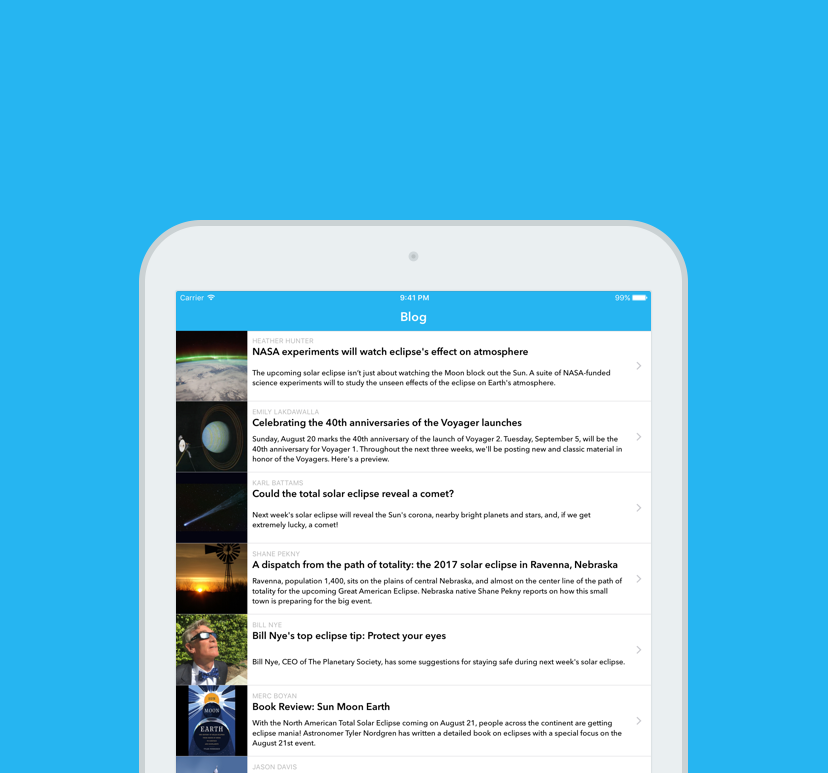 Carrier
9:41 PM
99%
Blog
HEATHER HUNTER
NASA experiments will watch eclipse's effect on atmosphere
The upcoming solar eclipse isn't just about watching the Moon block out the Sun. A suite of NASA-funded
science experiments will to study the unseen effects of the eclipse on Earth's atmosphere.
EMILY LAKDAWALLA
Celebrating the 40th anniversaries of the Voyager launches
Sunday, August 20 marks the 40th anniversary of the launch of Voyager 2. Tuesday, September 5, will be the
40th anniversary for Voyager 1. Throughout the next three weeks, we'll be posting new and classic material in
honor of the Voyagers. Here's a preview.
KARL BATTAMS
Could the total solar eclipse reveal a comet?
Next week's solar eclipse will reveal the Sun's corona, nearby bright planets and stars, and, if we get
extremely lucky, a comet!
SHANE PEKNY
A dispatch from the path of totality: the 2017 solar eclipse in Ravenna, Nebraska
Ravenna, population 1,400, sits on the plains of central Nebraska, and almost on the center line of the path of
totality for the upcoming Great American Eclipse. Nebraska native Shane Pekny reports on how this small
town is preparing for the big event.
BILL NYE
Bill Nye's top eclipse tip: Protect your eyes
Bill Nye, CEO of The Planetary Society, has some suggestions for staying safe during next week's solar eclipse.
SUN
MOON
EARTH
MERC BOYAN
Book Review: Sun Moon Earth
With the North American Total Solar Eclipse coming on August 21, people across the continent are getting
eclipse mania! Astronomer Tyler Nordgren has written a detailed book on eclipses with a special focus on the
August 21st event.
JASON DAVIS